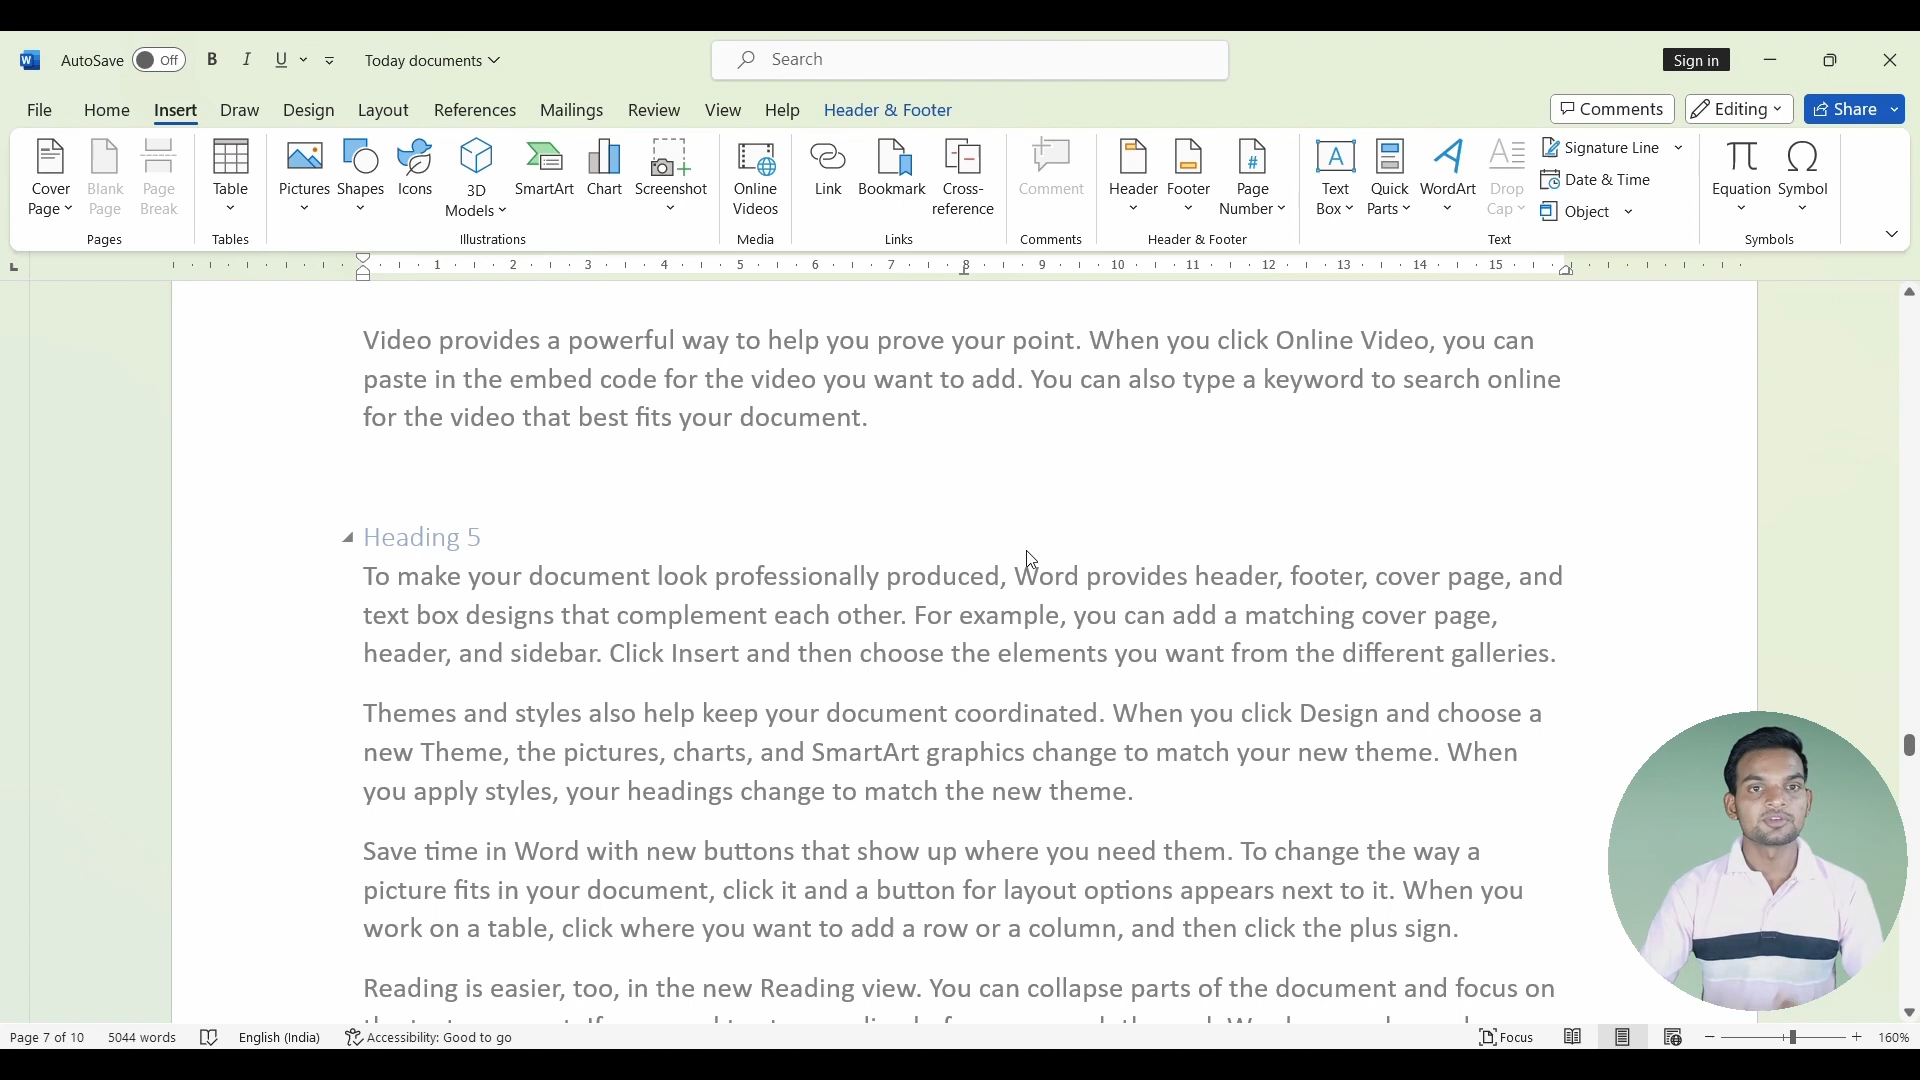 AutoSave Off B I U Today documents Search Sign in
File Home Insert Draw Design Layout References Mailings Review View Help Header & Footer Comments Editing Share
Cover Page
Blank Page
Page Break
Pages
Table
Tables
Pictures
Shapes
Icons
3D Models
SmartArt
Chart
Screenshot
Illustrations
Online Videos
Media
Link
Bookmark
Cross-reference
Links
Comment
Comments
Header
Footer
Page Number
Header & Footer
Text Box
Quick Parts
WordArt
Drop Cap
Signature Line
Date & Time
Object
Text
Equation
Symbol
Symbols
1 2 3 4 5 6 7 8 9 10 11 12 13 14 15
Video provides a powerful way to help you prove your point. When you click Online Video, you can
paste in the embed code for the video you want to add. You can also type a keyword to search online
for the video that best fits your document.
Heading 5
To make your document look professionally produced, Word provides header, footer, cover page, and
text box designs that complement each other. For example, you can add a matching cover page,
header, and sidebar. Click Insert and then choose the elements you want from the different galleries.
Themes and styles also help keep your document coordinated. When you click Design and choose a
new Theme, the pictures, charts, and SmartArt graphics change to match your new theme. When
you apply styles, your headings change to match the new theme.
Save time in Word with new buttons that show up where you need them. To change the way a
picture fits in your document, click it and a button for layout options appears next to it. When you
work on a table, click where you want to add a row or a column, and then click the plus sign.
Reading is easier, too, in the new Reading view. You can collapse parts of the document and focus on
Page 7 of 10 5044 words English (India) Accessibility: Good to go Focus 160%